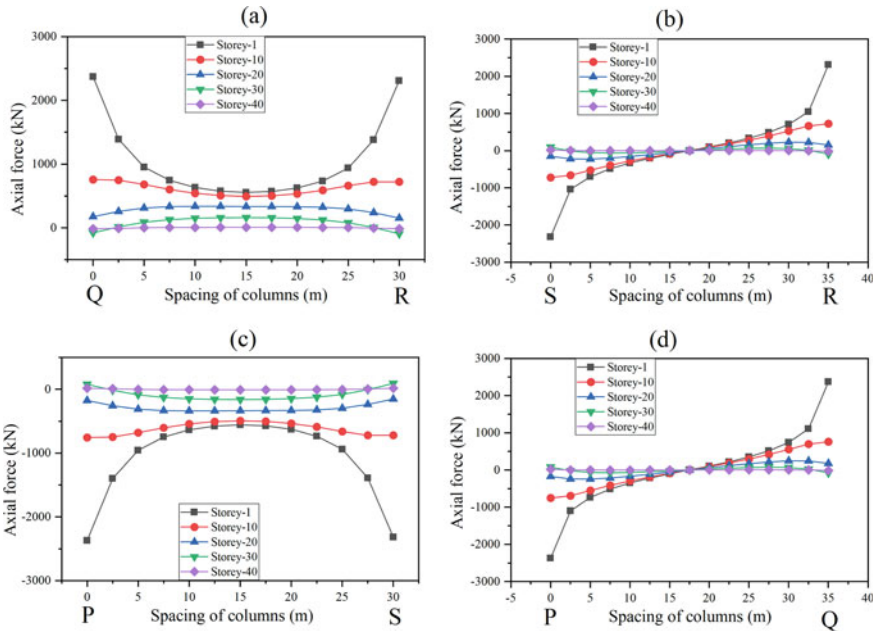 (a)
3000
2000
1000
0
Axial force (kN)
Storey-1
Storey-10
Storey-20
Storey-30
Storey-40
0 5 10 15 20 25 30
Q Spacing of columns (m) R
(b)
3000
2000
1000
0
-1000
-2000
-3000
Axial force (kN)
Storey-1
Storey-10
Storey-20
Storey-30
Storey-40
-5 0 5 10 15 20 25 30 35 40
S Spacing of columns (m) R
(c)
0
-1000
-2000
-3000
Axial force (kN)
Storey-1
Storey-10
Storey-20
Storey-30
Storey-40
0 5 10 15 20 25 30
P Spacing of columns (m) S
(d)
3000
2000
1000
0
-1000
-2000
-3000
Axial force (kN)
Storey-1
Storey-10
Storey-20
Storey-30
Storey-40
-5 0 5 10 15 20 25 30 35 40
P Spacing of columns (m) Q